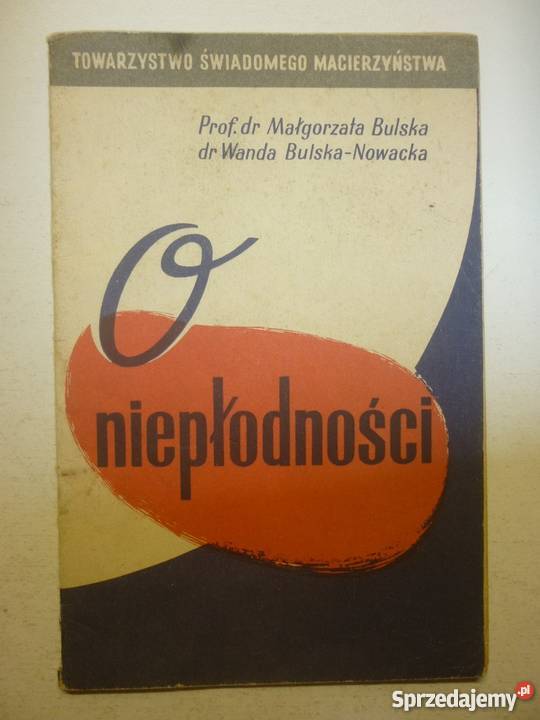 TOWARZYSTWO ŚWIADOMEGO MACIERZYŃSTWA
Prof. dr Małgorzata Bulska
dr Wanda Bulska-Nowacka
O
niepłodności
Sprzedajemy.pl